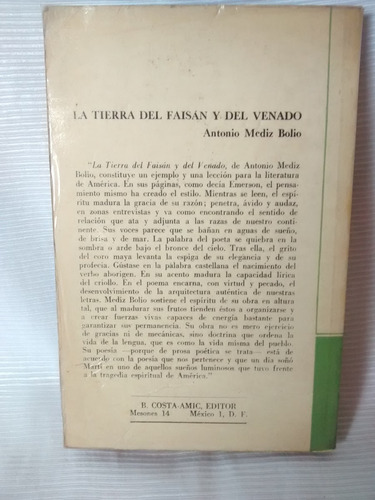 LA TIERRA DEL FAISÁN Y DEL VENADO
Antonio Mediz Bolio
"La Tierra del Faisán y del Venado, de Antonio Mediz
Bolio, constituye un ejemplo y una lección para la literatura
de América. En sus páginas, como decía Emerson, el pensa-
miento mismo ha creado el estilo. Mientras se leen, el espí-
ritu madura la gracia de su razón; penetra, ávido y audaz,
en zonas entrevistas y va como encontrando el sentido de
relación que ata y adjunta a las razas de nuestro conti-
nente. Sus voces parece que se bañan en aguas de sueño,
de brisa y de mar. La palabra del poeta se quiebra en la
sombra o arde bajo el bronce del cielo. Tras ella, el grito
del coro maya levanta la espiga de su elegancia y de su
profecía. Gústase en la palabra castellana el nacimiento del
verbo aborigen. En su acento madura la capacidad lírica
del criollo. En el poema escarna, con virtud y pecado, el
desenvolvimiento de la arquitectura auténtica de nuestras
letras. Mediz Bolio sostiene el espíritu de su obra en altura
tal, que al madurar sus frutos tienden éstos a organizarse y
a crear fuerzas vivas capaces de energía bastante para
garantizar sus permanencia. Su obra no es mero ejercicio
de gracias ni de mecánicas, sino doctrina que ordena la
vida de la lengua, que es como la vida misma del pueblo.
Su poesía —porque de prosa poética se trata— está de
acuerdo con la poesía que nos pertenece y que un día soñó
Martí en uno de aquellos sueños luminosos que tuvo frente
a la tragedia espiritual de América."
B. COSTA-AMIC, EDITOR
Mesones 14 México 1, D. F.